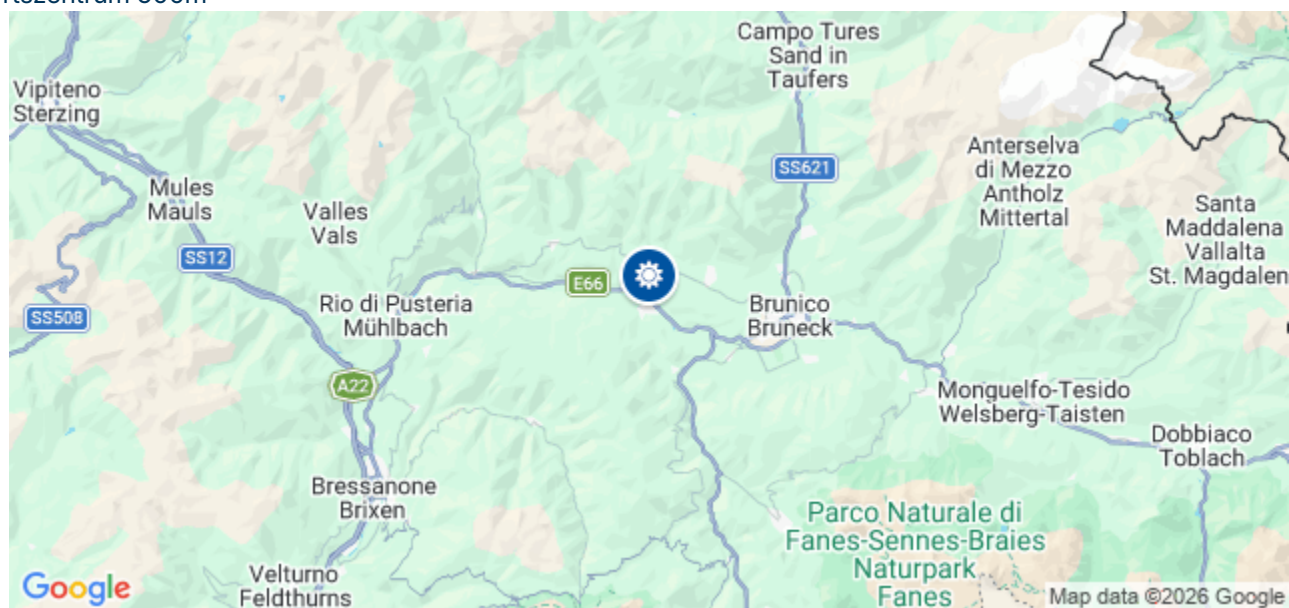 Campo Tures
Sand in
Taufers
Vipiteno
Sterzing
Anterselva
di Mezzo
Antholz
Mittertal
SS621
Mules
Mauls
Valles
Vals
Santa
Maddalena
Vallalta
St. Magdalen
SS12
E66
Rio di Pusteria
Mühlbach
Brunico
Bruneck
SS508
A22
Monguelfo-Tesido
Welsberg-Taisten
Dobbiaco
Toblach
Bressanone
Brixen
Parco Naturale di
Fanes-Sennes-Braies
Naturpark
Fanes
Velturno
Feldthurns
Google
Map data ©2026 Google